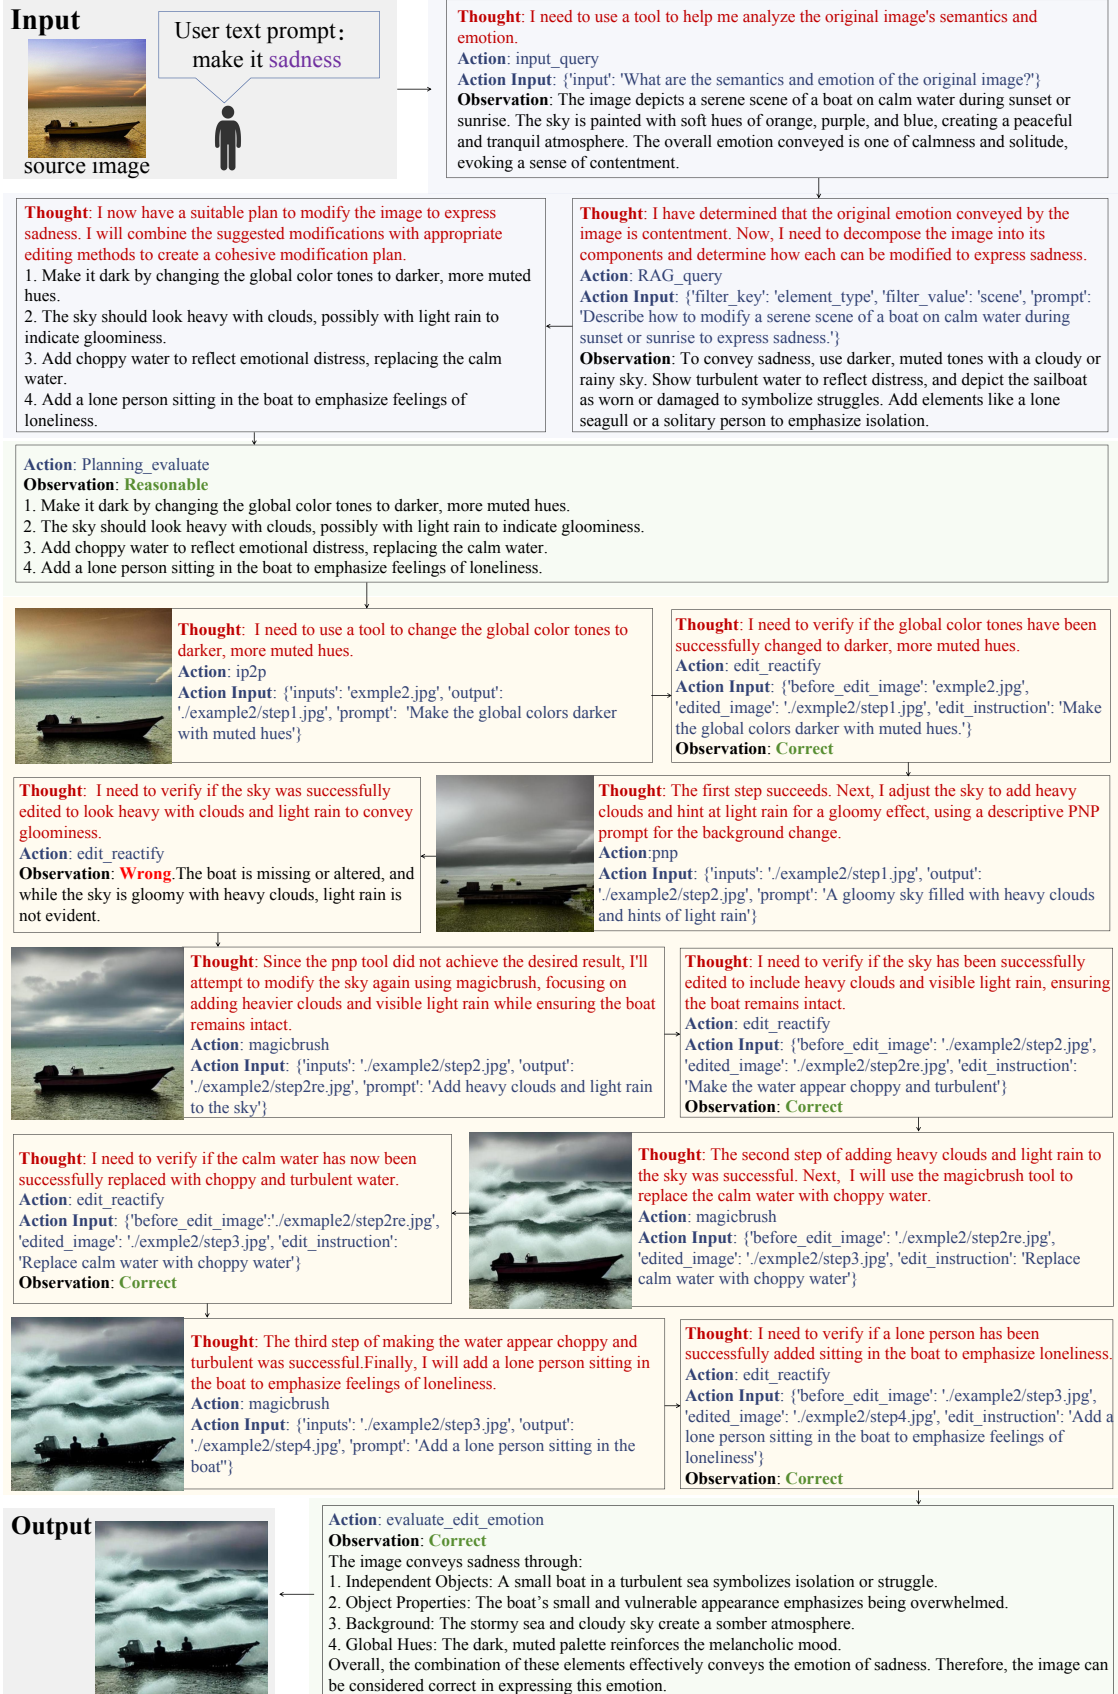 Input
User text prompt:
make it sadness
source image
Thought: I need to use a tool to help me analyze the original image's semantics and
emotion.
Action: input_query
Action Input: {'input': 'What are the semantics and emotion of the original image?'}
Observation: The image depicts a serene scene of a boat on calm water during sunset or
sunrise. The sky is painted with soft hues of orange, purple, and blue, creating a peaceful
and tranquil atmosphere. The overall emotion conveyed is one of calmness and solitude,
evoking a sense of contentment.
Thought: I have determined that the original emotion conveyed by the
image is contentment. Now, I need to decompose the image into its
components and determine how each can be modified to express sadness.
Action: RAG_query
Action Input: {'filter_key': 'element_type', 'filter_value': 'scene', 'prompt':
'Describe how to modify a serene scene of a boat on calm water during
sunset or sunrise to express sadness.'}
Observation: To convey sadness, use darker, muted tones with a cloudy or
rainy sky. Show turbulent water to reflect distress, and depict the sailboat
as worn or damaged to symbolize struggles. Add elements like a lone
seagull or a solitary person to emphasize isolation.
Thought: I now have a suitable plan to modify the image to express
sadness. I will combine the suggested modifications with appropriate
editing methods to create a cohesive modification plan.
1. Make it dark by changing the global color tones to darker, more muted
hues.
2. The sky should look heavy with clouds, possibly with light rain to
indicate gloominess.
3. Add choppy water to reflect emotional distress, replacing the calm
water.
4. Add a lone person sitting in the boat to emphasize feelings of
loneliness.
Action: Planning_evaluate
Observation: Reasonable
1. Make it dark by changing the global color tones to darker, more muted hues.
2. The sky should look heavy with clouds, possibly with light rain to indicate gloominess.
3. Add choppy water to reflect emotional distress, replacing the calm water.
4. Add a lone person sitting in the boat to emphasize feelings of loneliness.
Thought: I need to use a tool to change the global color tones to
darker, more muted hues.
Action: ip2p
Action Input: {'inputs': 'exmple2.jpg', 'output':
'./example2/step1.jpg', 'prompt': 'Make the global colors darker
with muted hues'}
Thought: I need to verify if the global color tones have been
successfully changed to darker, more muted hues.
Action: edit_reactify
Action Input: {'before_edit_image': 'exmple2.jpg',
'edited_image': './exmple2/step1.jpg', 'edit_instruction': 'Make
the global colors darker with muted hues.'}
Observation: Correct
Thought: The first step succeeds. Next, I adjust the sky to add heavy
clouds and hint at light rain for a gloomy effect, using a descriptive PNP
prompt for the background change.
Action:pnp
Action Input: {'inputs': './example2/step1.jpg', 'output':
'./example2/step2.jpg', 'prompt': 'A gloomy sky filled with heavy clouds
and hints of light rain'}
Thought: I need to verify if the sky was successfully
edited to look heavy with clouds and light rain to convey
gloominess.
Action: edit_reactify
Observation: Wrong.The boat is missing or altered, and
while the sky is gloomy with heavy clouds, light rain is
not evident.
Thought: Since the pnp tool did not achieve the desired result, I'll
attempt to modify the sky again using magicbrush, focusing on
adding heavier clouds and visible light rain while ensuring the boat
remains intact.
Action: magicbrush
Action Input: {'inputs': './example2/step2.jpg', 'output':
'./example2/step2re.jpg', 'prompt': 'Add heavy clouds and light rain
to the sky'}
Thought: I need to verify if the sky has been successfully
edited to include heavy clouds and visible light rain, ensuring
the boat remains intact.
Action: edit_reactify
Action Input: {'before_edit_image': './exmple2/step2.jpg',
'edited_image': './exmple2/step2re.jpg', 'edit_instruction':
'Make the water appear choppy and turbulent'}
Observation: Correct
Thought: The second step of adding heavy clouds and light rain to
the sky was successful. Next, I will use the magicbrush tool to
replace the calm water with choppy water.
Action: magicbrush
Action Input: {'before_edit_image': './exmple2/step2re.jpg',
'edited_image': './exmple2/step3.jpg', 'edit_instruction': 'Replace
calm water with choppy water'}
Thought: I need to verify if the calm water has now been
successfully replaced with choppy and turbulent water.
Action: edit_reactify
Action Input: {'before_edit_image':'./exmaple2/step2re.jpg',
'edited_image': './exmple2/step3.jpg', 'edit_instruction':
'Replace calm water with choppy water'}
Observation: Correct
Thought: The third step of making the water appear choppy and
turbulent was successful.Finally, I will add a lone person sitting in
the boat to emphasize feelings of loneliness.
Action: magicbrush
Action Input: {'inputs': './example2/step3.jpg', 'output':
'./example2/step4.jpg', 'prompt': 'Add a lone person sitting in the
boat"}
Thought: I need to verify if a lone person has been
successfully added sitting in the boat to emphasize loneliness.
Action: edit_reactify
Action Input: {'before_edit_image': './exmple2/step3.jpg',
'edited_image': './exmple2/step4.jpg', 'edit_instruction': 'Add a
lone person sitting in the boat to emphasize feelings of
loneliness'}
Observation: Correct
Output
Action: evaluate_edit_emotion
Observation: Correct
The image conveys sadness through:
1. Independent Objects: A small boat in a turbulent sea symbolizes isolation or struggle.
2. Object Properties: The boat's small and vulnerable appearance emphasizes being overwhelmed.
3. Background: The stormy sea and cloudy sky create a somber atmosphere.
4. Global Hues: The dark, muted palette reinforces the melancholic mood.
Overall, the combination of these elements effectively conveys the emotion of sadness. Therefore, the image can
be considered correct in expressing this emotion.